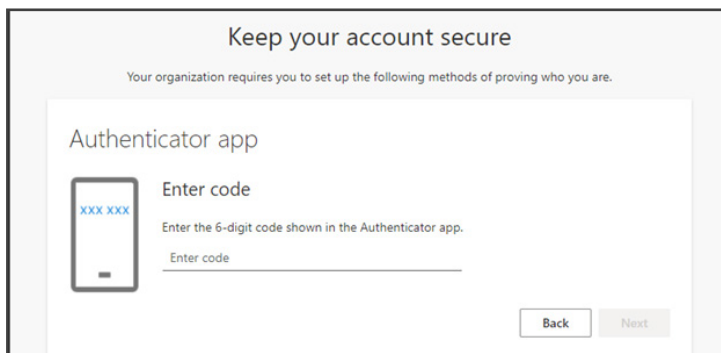 Keep your account secure
Your organization requires you to set up the following methods of proving who you are.
Authenticator app
XXX XXX
Enter code
Enter the 6-digit code shown in the Authenticator app.
Enter code
Back Next